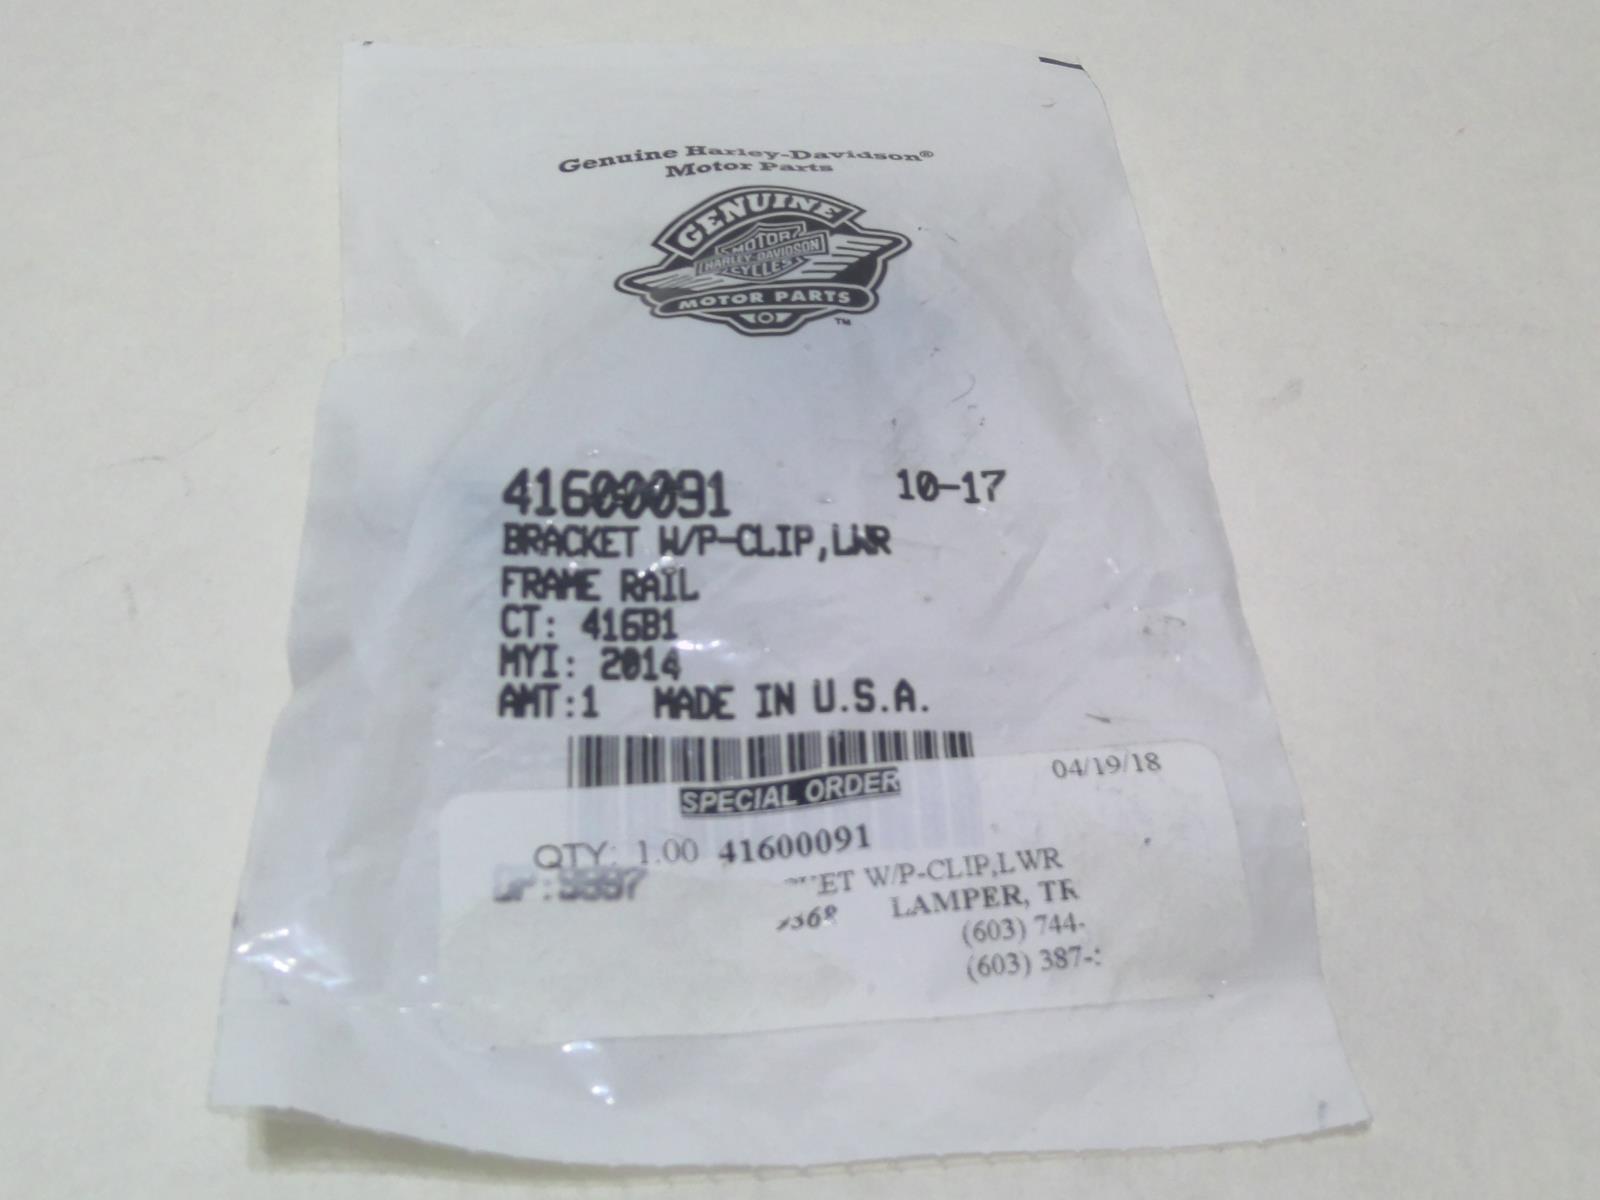 Genuine Harley-Davidson®
Motor Parts
GENUINE
MOTOR
HARLEY-DAVIDSON
CYCLES
MOTOR PARTS
™
41600091 10-17
BRACKET W/P-CLIP,LWR
FRAME RAIL
CT: 416B1
MYI: 2014
AMT:1 MADE IN U.S.A.
04/19/18
SPECIAL ORDER
QTY: 1.00 41600091
KET W/P-CLIP,LWR
368 LAMPER, TR
(603) 744-
(603) 387-